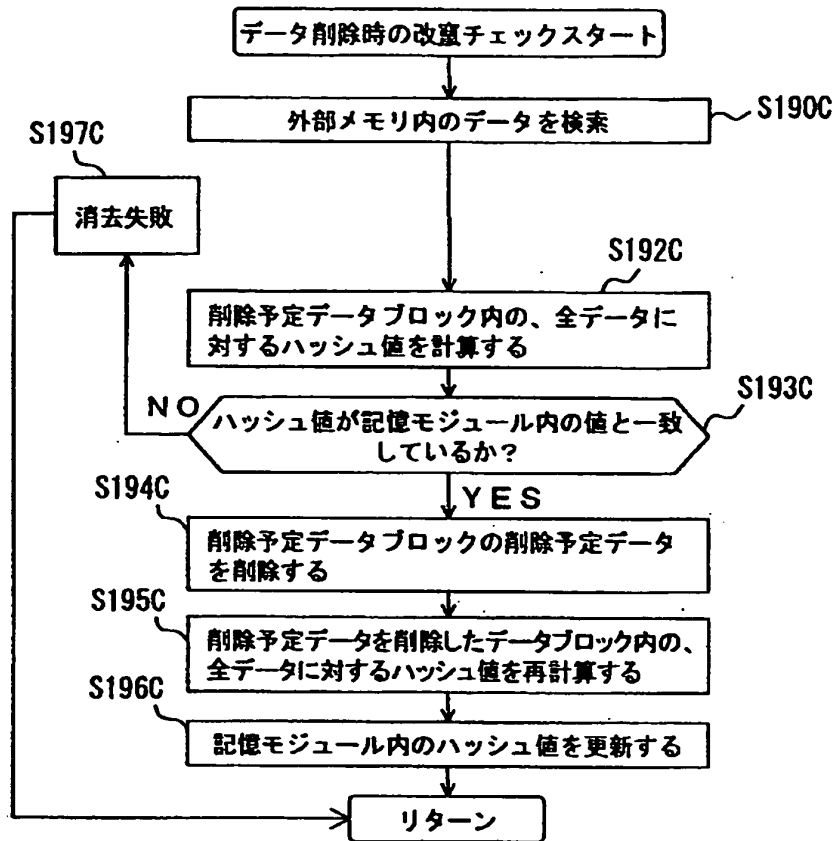 データ削除時の改竄チェックスタート
S190C
外部メモリ内のデータを検索
S197C
消去失敗
S192C
削除予定データブロック内の、全データに
対するハッシュ値を計算する
S193C
NO
ハッシュ値が記憶モジュール内の値と一致
しているか?
YES
S194C
削除予定データブロックの削除予定データ
を削除する
S195C
削除予定データを削除したデータブロック内の、
全データに対するハッシュ値を再計算する
S196C
記憶モジュール内のハッシュ値を更新する
リターン